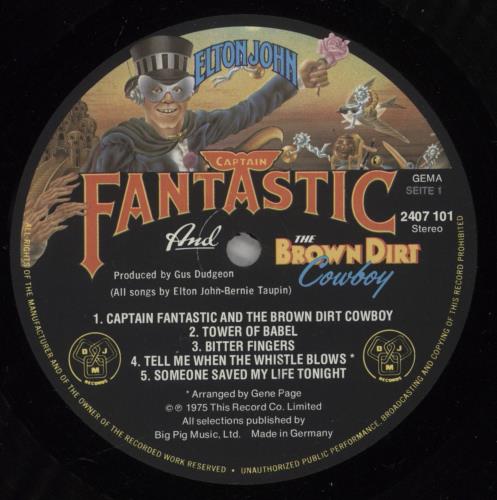 ELTON JOHN
CAPTAIN
FANTASTIC
And
THE
BROWN DIRT
Cowboy
GEMA
SEITE 1
2407 101
Stereo
Produced by Gus Dudgeon
(All songs by Elton John-Bernie Taupin)
1. CAPTAIN FANTASTIC AND THE BROWN DIRT COWBOY
2. TOWER OF BABEL
3. BITTER FINGERS
4. TELL ME WHEN THE WHISTLE BLOWS *
5. SOMEONE SAVED MY LIFE TONIGHT
DJM
RECORDS
DJM
RECORDS
* Arranged by Gene Page
© ℗ 1975 This Record Co. Limited
All selections published by
Big Pig Music, Ltd. Made in Germany
ALL RIGHTS OF THE MANUFACTURER AND OF THE OWNER OF THE RECORDED WORK RESERVED • UNAUTHORIZED PUBLIC PERFORMANCE, BROADCASTING AND COPYING OF THIS RECORD PROHIBITED